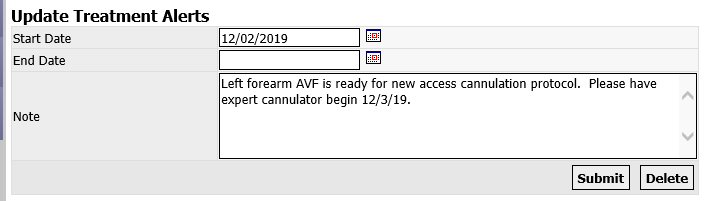 Update Treatment Alerts
Start Date 12/02/2019
End Date
Note
Left forearm AVF is ready for new access cannulation protocol.  Please have
expert cannulator begin 12/3/19.
Submit Delete